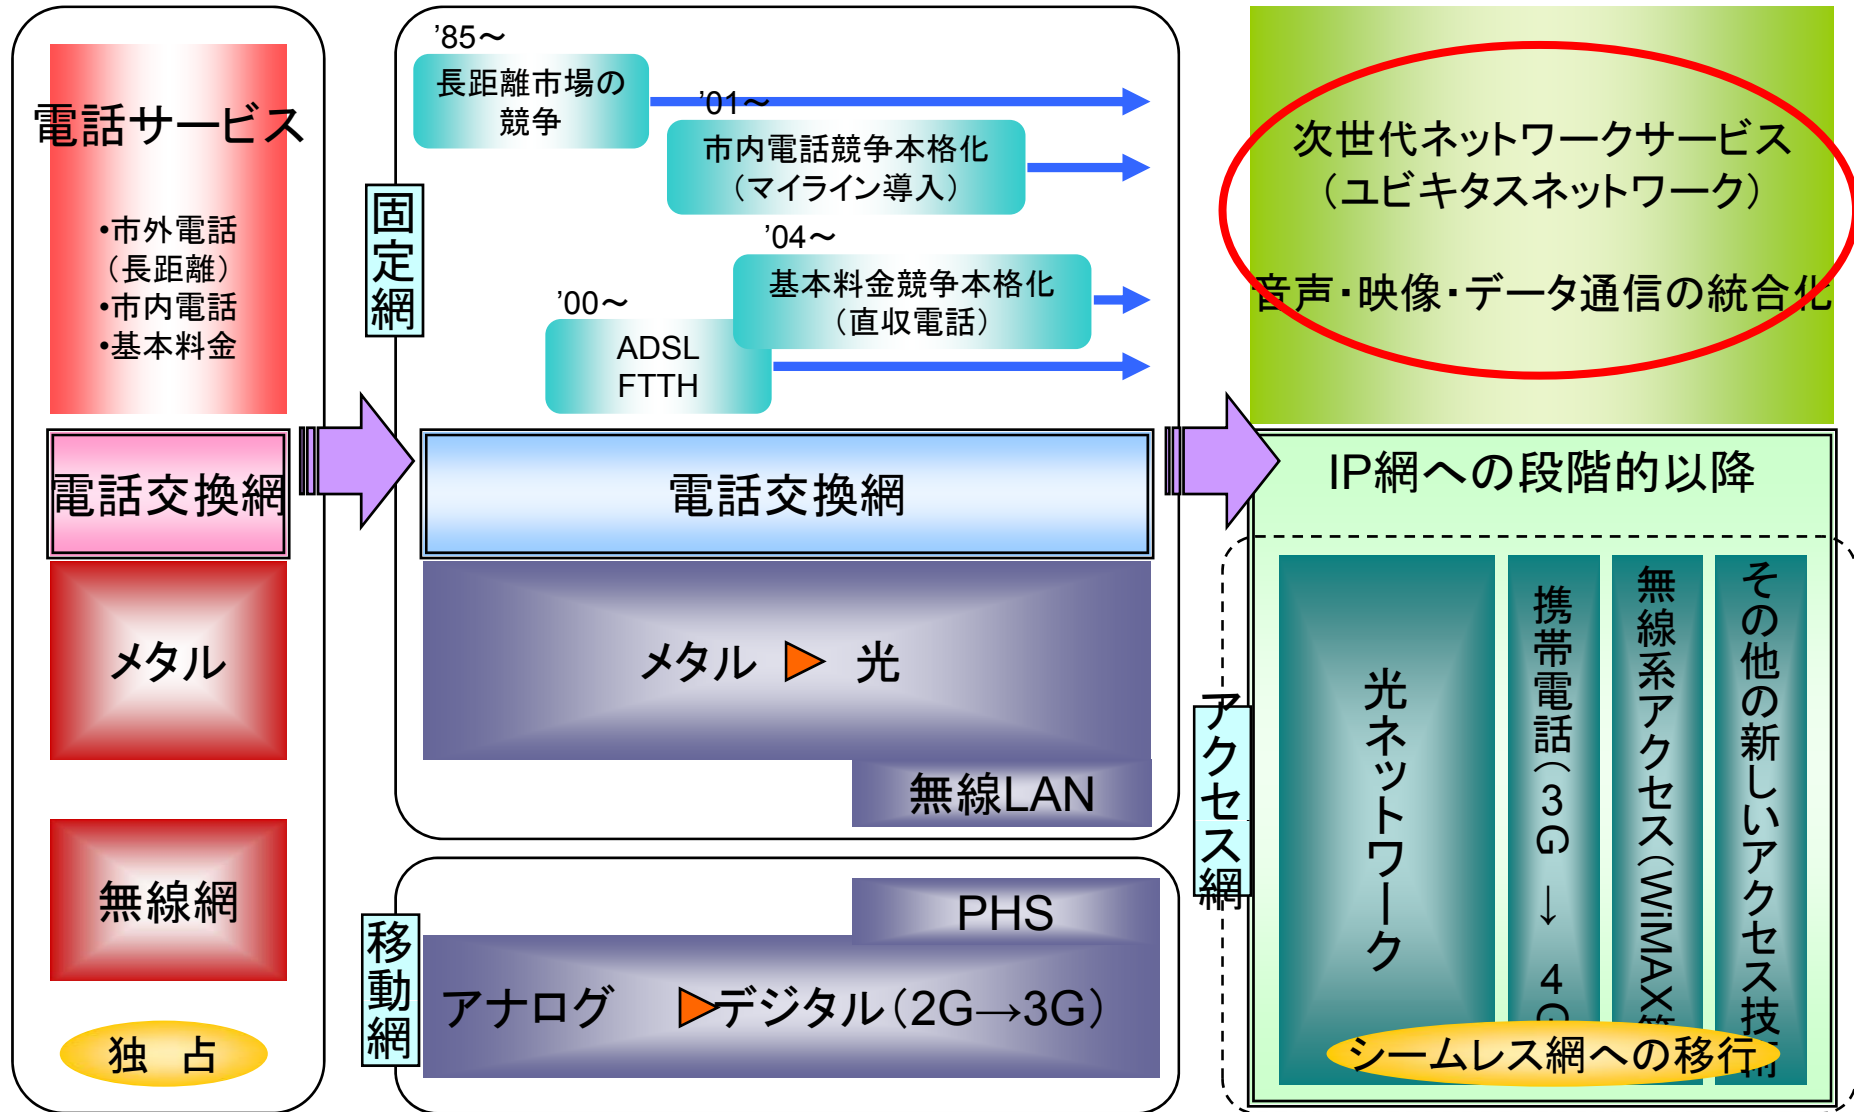 電話サービス
•市外電話
（長距離）
•市内電話
•基本料金
電話交換網
メタル
無線網
独　占
’85～
長距離市場の
競争
’01～
市内電話競争本格化
（マイライン導入）
’04～
基本料金競争本格化
（直収電話）
’00～
ADSL
FTTH
固定網
電話交換網
メタル
光
無線LAN
移動網
PHS
アナログ
デジタル（2G→3G）
次世代ネットワークサービス
（ユビキタスネットワーク）
音声・映像・データ通信の統合化
IP網への段階的以降
アクセス網
光ネットワーク
携帯電話（3G → 4G
無線系アクセス（WiMAX等
その他の新しいアクセス技術
シームレス網への移行